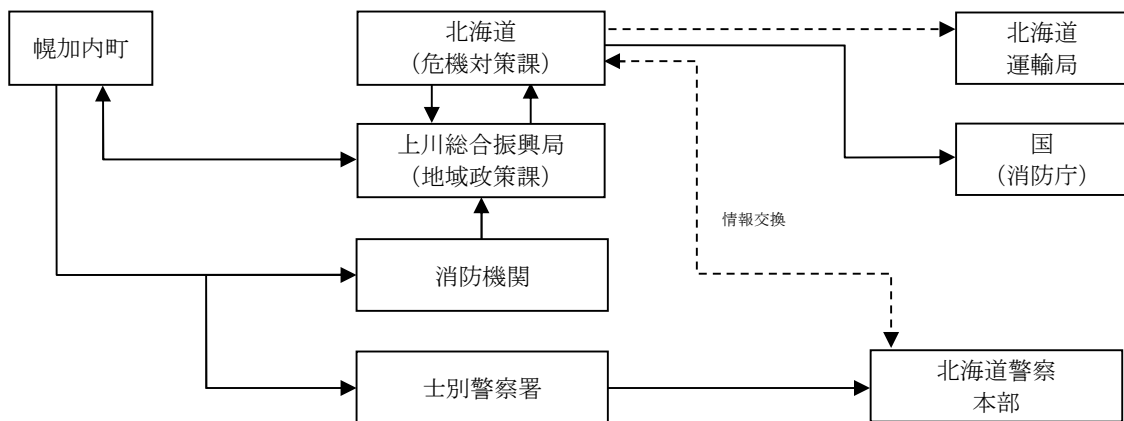 幌加内町
北海道
（危機対策課）
北海道
運輸局
上川総合振興局
（地域政策課）
国
（消防庁）
情報交換
消防機関
士別警察署
北海道警察
本部